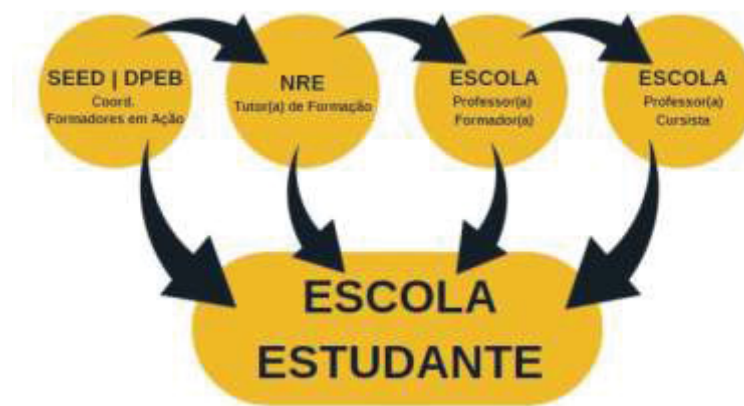 SEED | DPEB
Coord.
Formadores em Ação
NRE
Tutor(a) de Formação
ESCOLA
Professor(a)
Formador(a)
ESCOLA
Professor(a)
Cursista
ESCOLA
ESTUDANTE